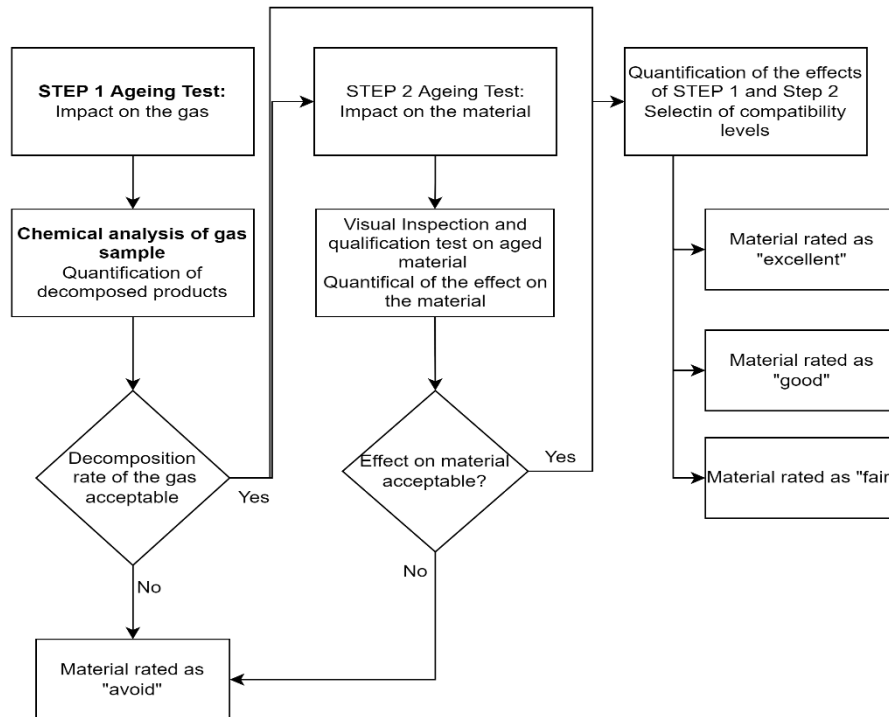 STEP 1 Ageing Test:
Impact on the gas
Chemical analysis of gas
sample
Quantification of
decomposed products
Decomposition
rate of the gas
acceptable
Yes
No
Material rated as
"avoid"
STEP 2 Ageing Test:
Impact on the material
Visual Inspection and
qualification test on aged
material
Quantifical of the effect on
the material
Effect on material
acceptable?
Yes
No
Quantification of the effects
of STEP 1 and Step 2
Selectin of compatibility
levels
Material rated as
"excellent"
Material rated as
"good"
Material rated as "fair